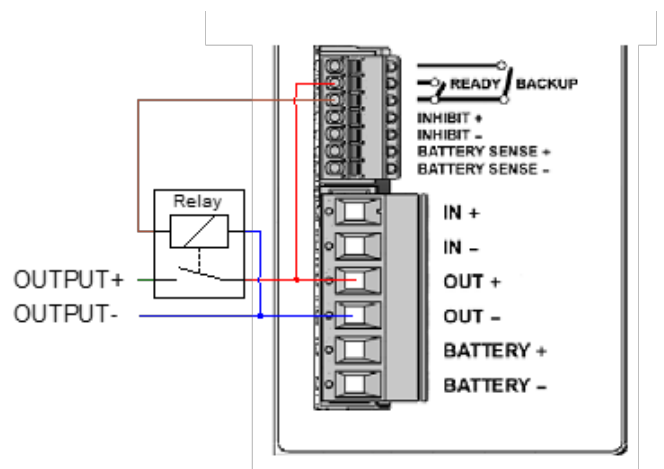 READY BACKUP
INHIBIT +
INHIBIT –
BATTERY SENSE +
BATTERY SENSE –
Relay
IN +
IN –
OUTPUT+ OUT +
OUTPUT- OUT –
BATTERY +
BATTERY –